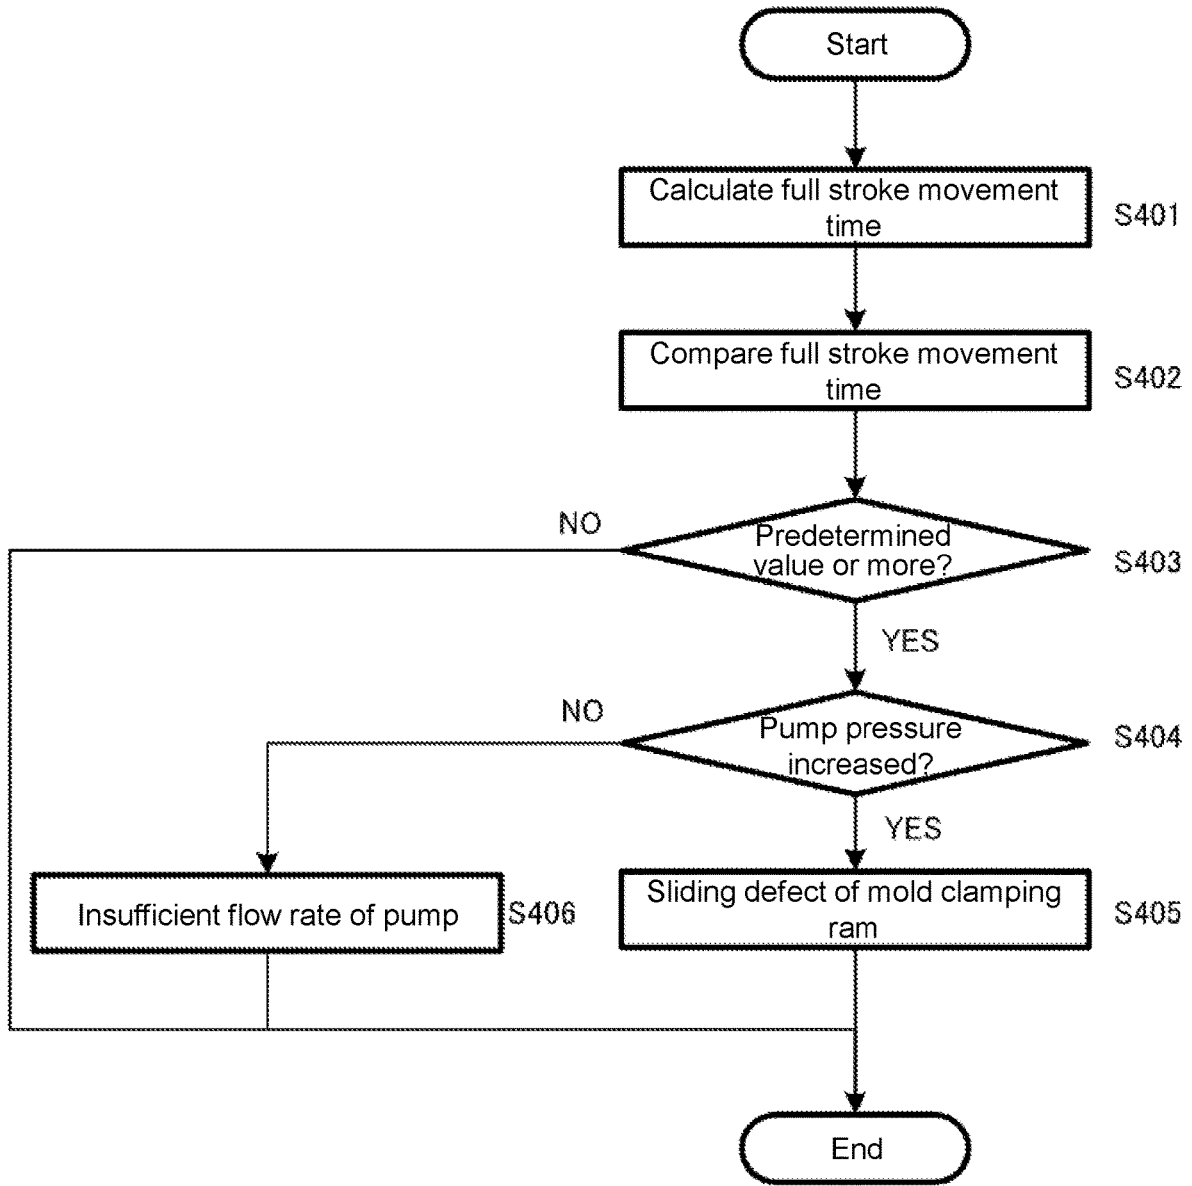 Start
Calculate full stroke movement
time
S401
Compare full stroke movement
time
S402
NO
Predetermined
value or more?
S403
YES
NO
Pump pressure
increased?
S404
YES
Insufficient flow rate of pump
S406
Sliding defect of mold clamping
ram
S405
End